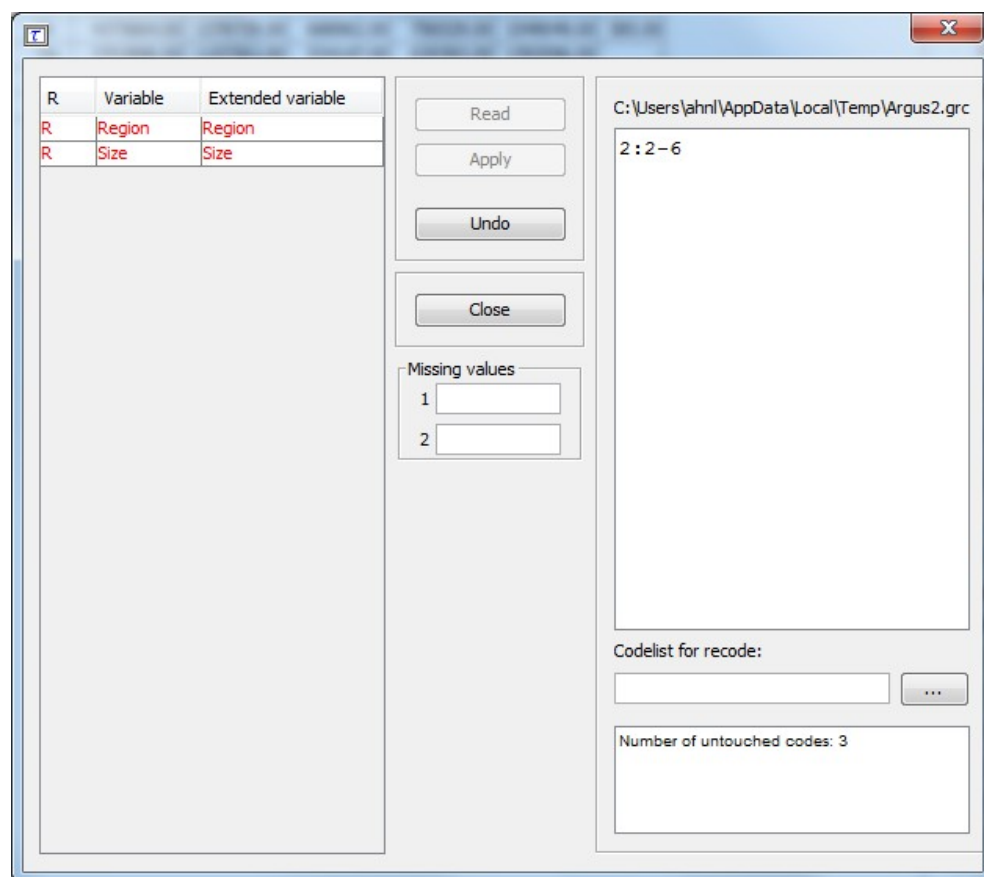 τ
X
R Variable Extended variable
R Region Region
R Size Size
Read
Apply
Undo
Close
Missing values
1
2
C:\Users\ahnl\AppData\Local\Temp\Argus2.grc
2:2-6
Codelist for recode:
...
Number of untouched codes: 3